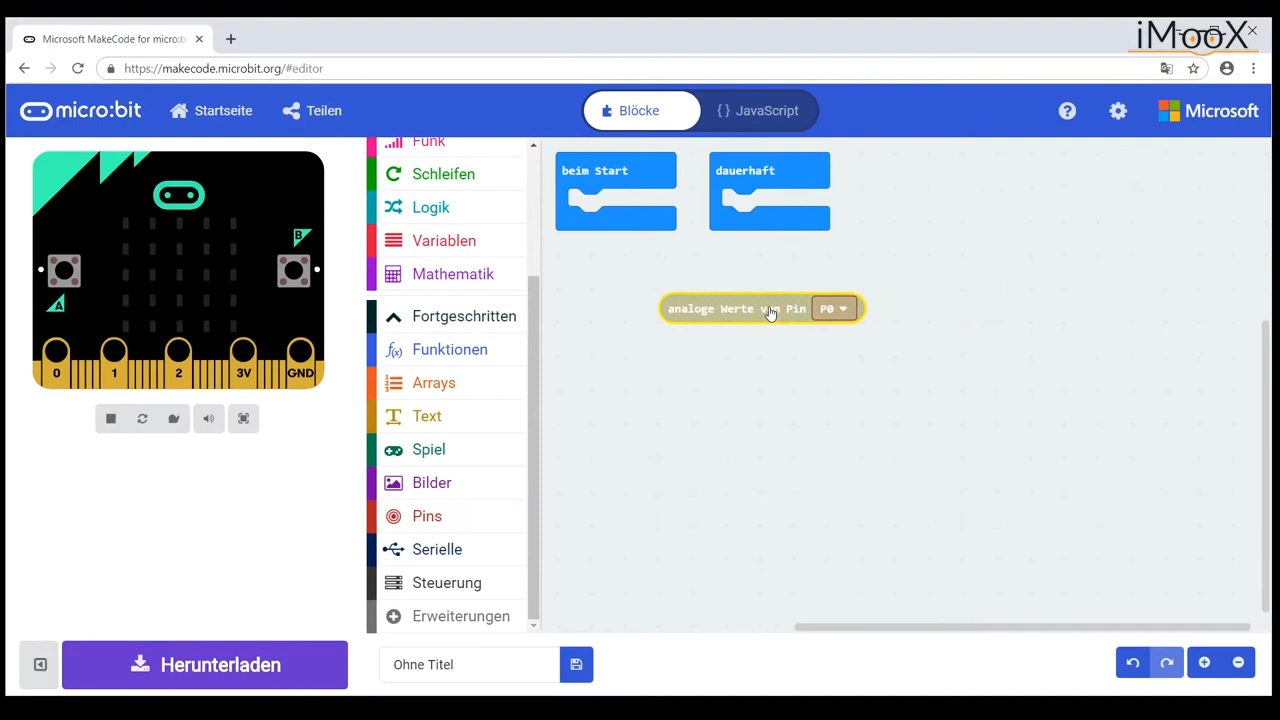 iMooX
Microsoft MakeCode for micro:b
https://makecode.microbit.org/#editor
micro:bit
Startseite
Teilen
Blöcke
{ } JavaScript
Microsoft
Funk
Schleifen
Logik
Variablen
Mathematik
Fortgeschritten
f(x) Funktionen
Arrays
Text
Spiel
Bilder
Pins
Serielle
Steuerung
Erweiterungen
beim Start
dauerhaft
analoge Werte von Pin P0
B
A
0 1 2 3V GND
Herunterladen
Ohne Titel